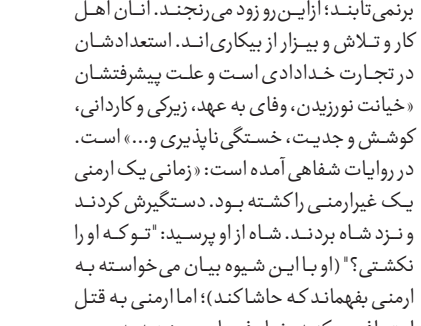 برنمی‌تابند؛ ازاین‌رو زود می‌رنجند. آنان اهل
کار و تلاش و بیزار از بیکاری‌اند. استعدادشان
در تجارت خدادادی است و علت پیشرفتشان
«خیانت نورزیدن، وفای به عهد، زیرکی و کاردانی،
کوشش و جدیت، خستگی‌ناپذیری و...» است.
در روایات شفاهی آمده است: «زمانی یک ارمنی
یک غیرارمنی را کشته بود. دستگیرش کردند
و نزد شاه بردند. شاه از او پرسید: "تو که او را
نکشتی؟" (او با این شیوه بیان می‌خواسته به
ارمنی بفهماند که حاشا کند)؛ اما ارمنی به قتل